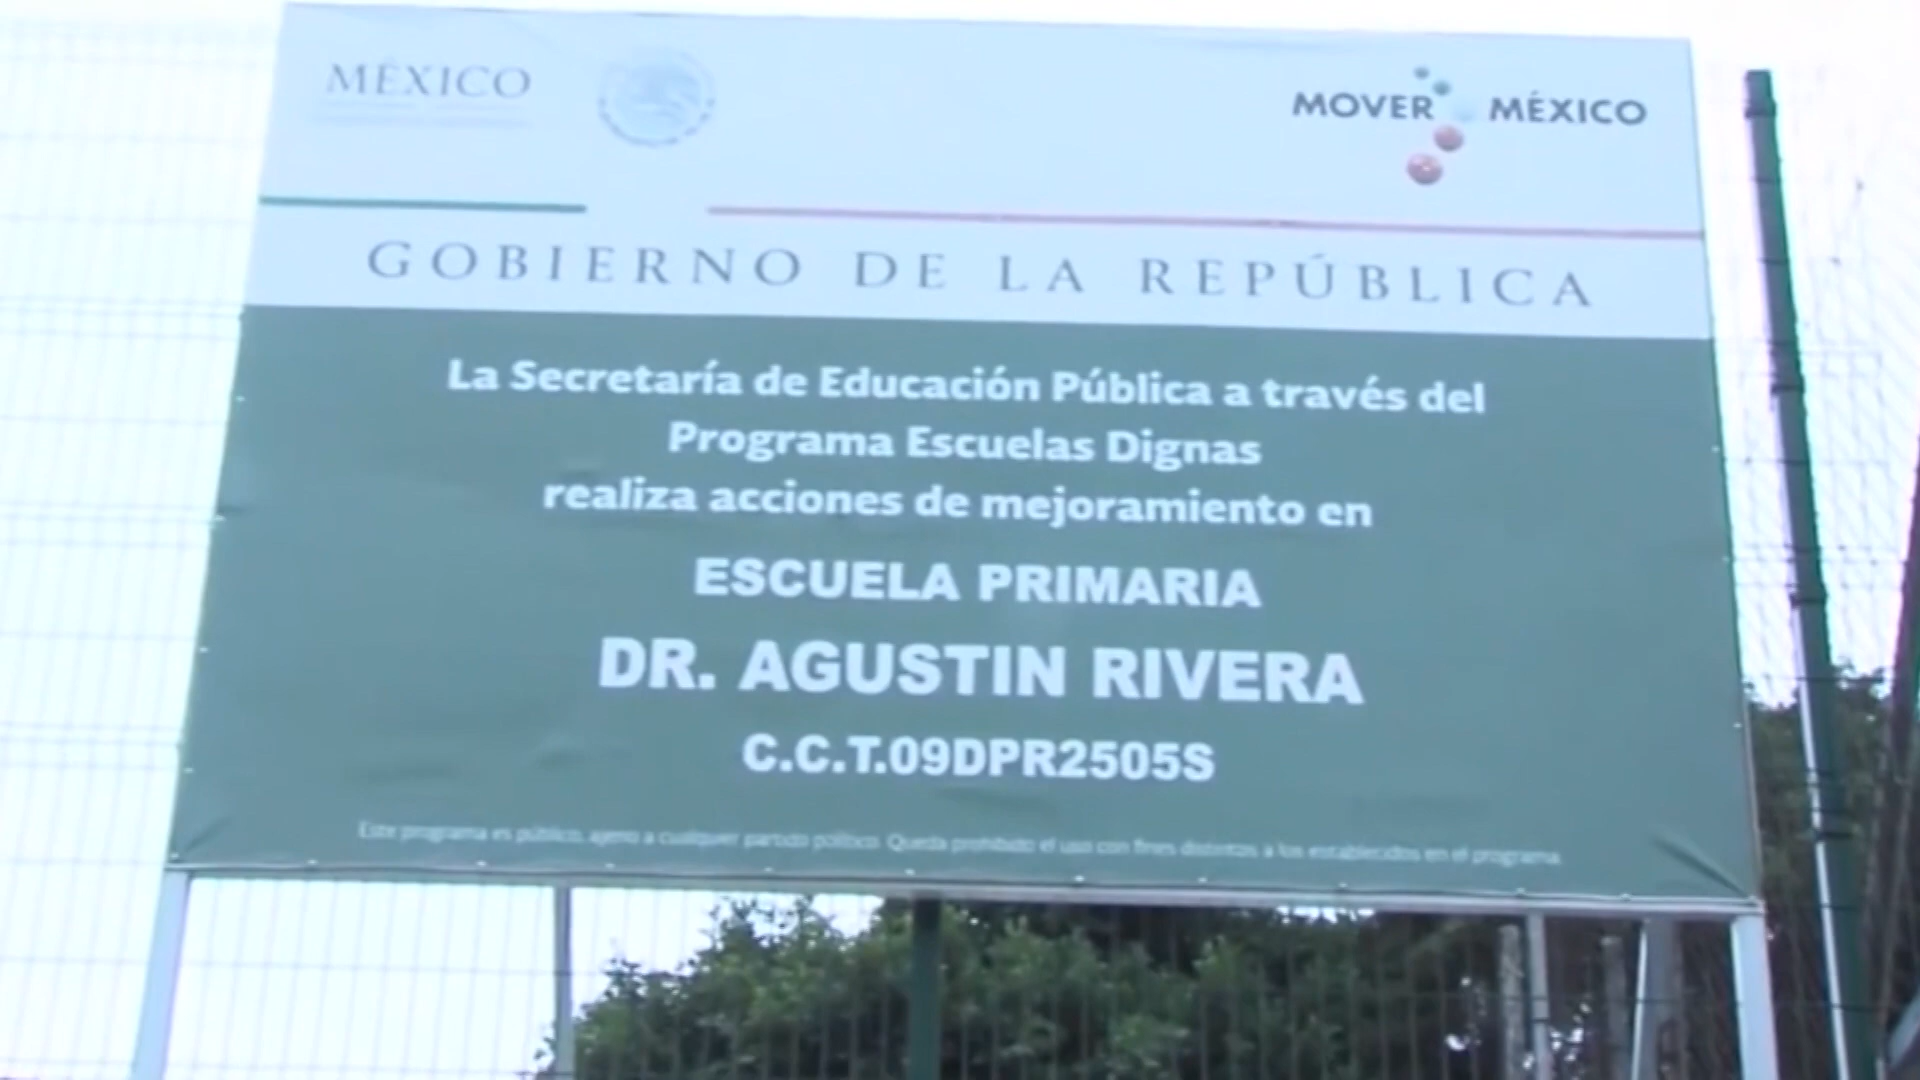 MÉXICO
MOVER MÉXICO
GOBIERNO DE LA REPÚBLICA
La Secretaría de Educación Pública a través del
Programa Escuelas Dignas
realiza acciones de mejoramiento en
ESCUELA PRIMARIA
DR. AGUSTIN RIVERA
C.C.T.09DPR2505S
Este programa es público, ajeno a cualquier partido político. Queda prohibido el uso con fines distintos a los establecidos en el programa.